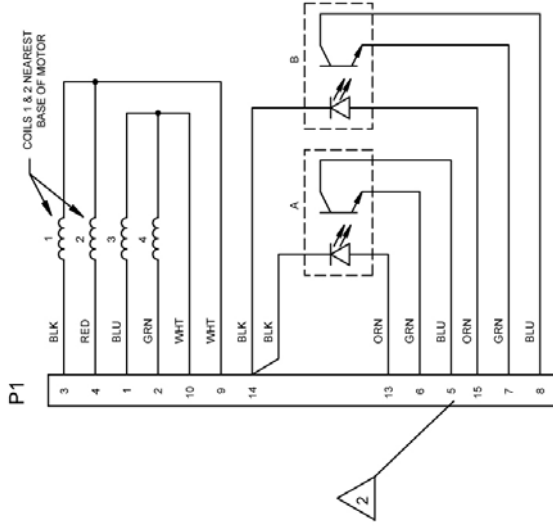 P1
COILS 1 & 2 NEAREST
BASE OF MOTOR
3 BLK 1
4 RED 2
1 BLU 3
2 GRN 4
10 WHT
9 WHT
14 BLK
BLK
A
B
13 ORN
6 GRN
5 BLU
15 ORN
7 GRN
8 BLU
2